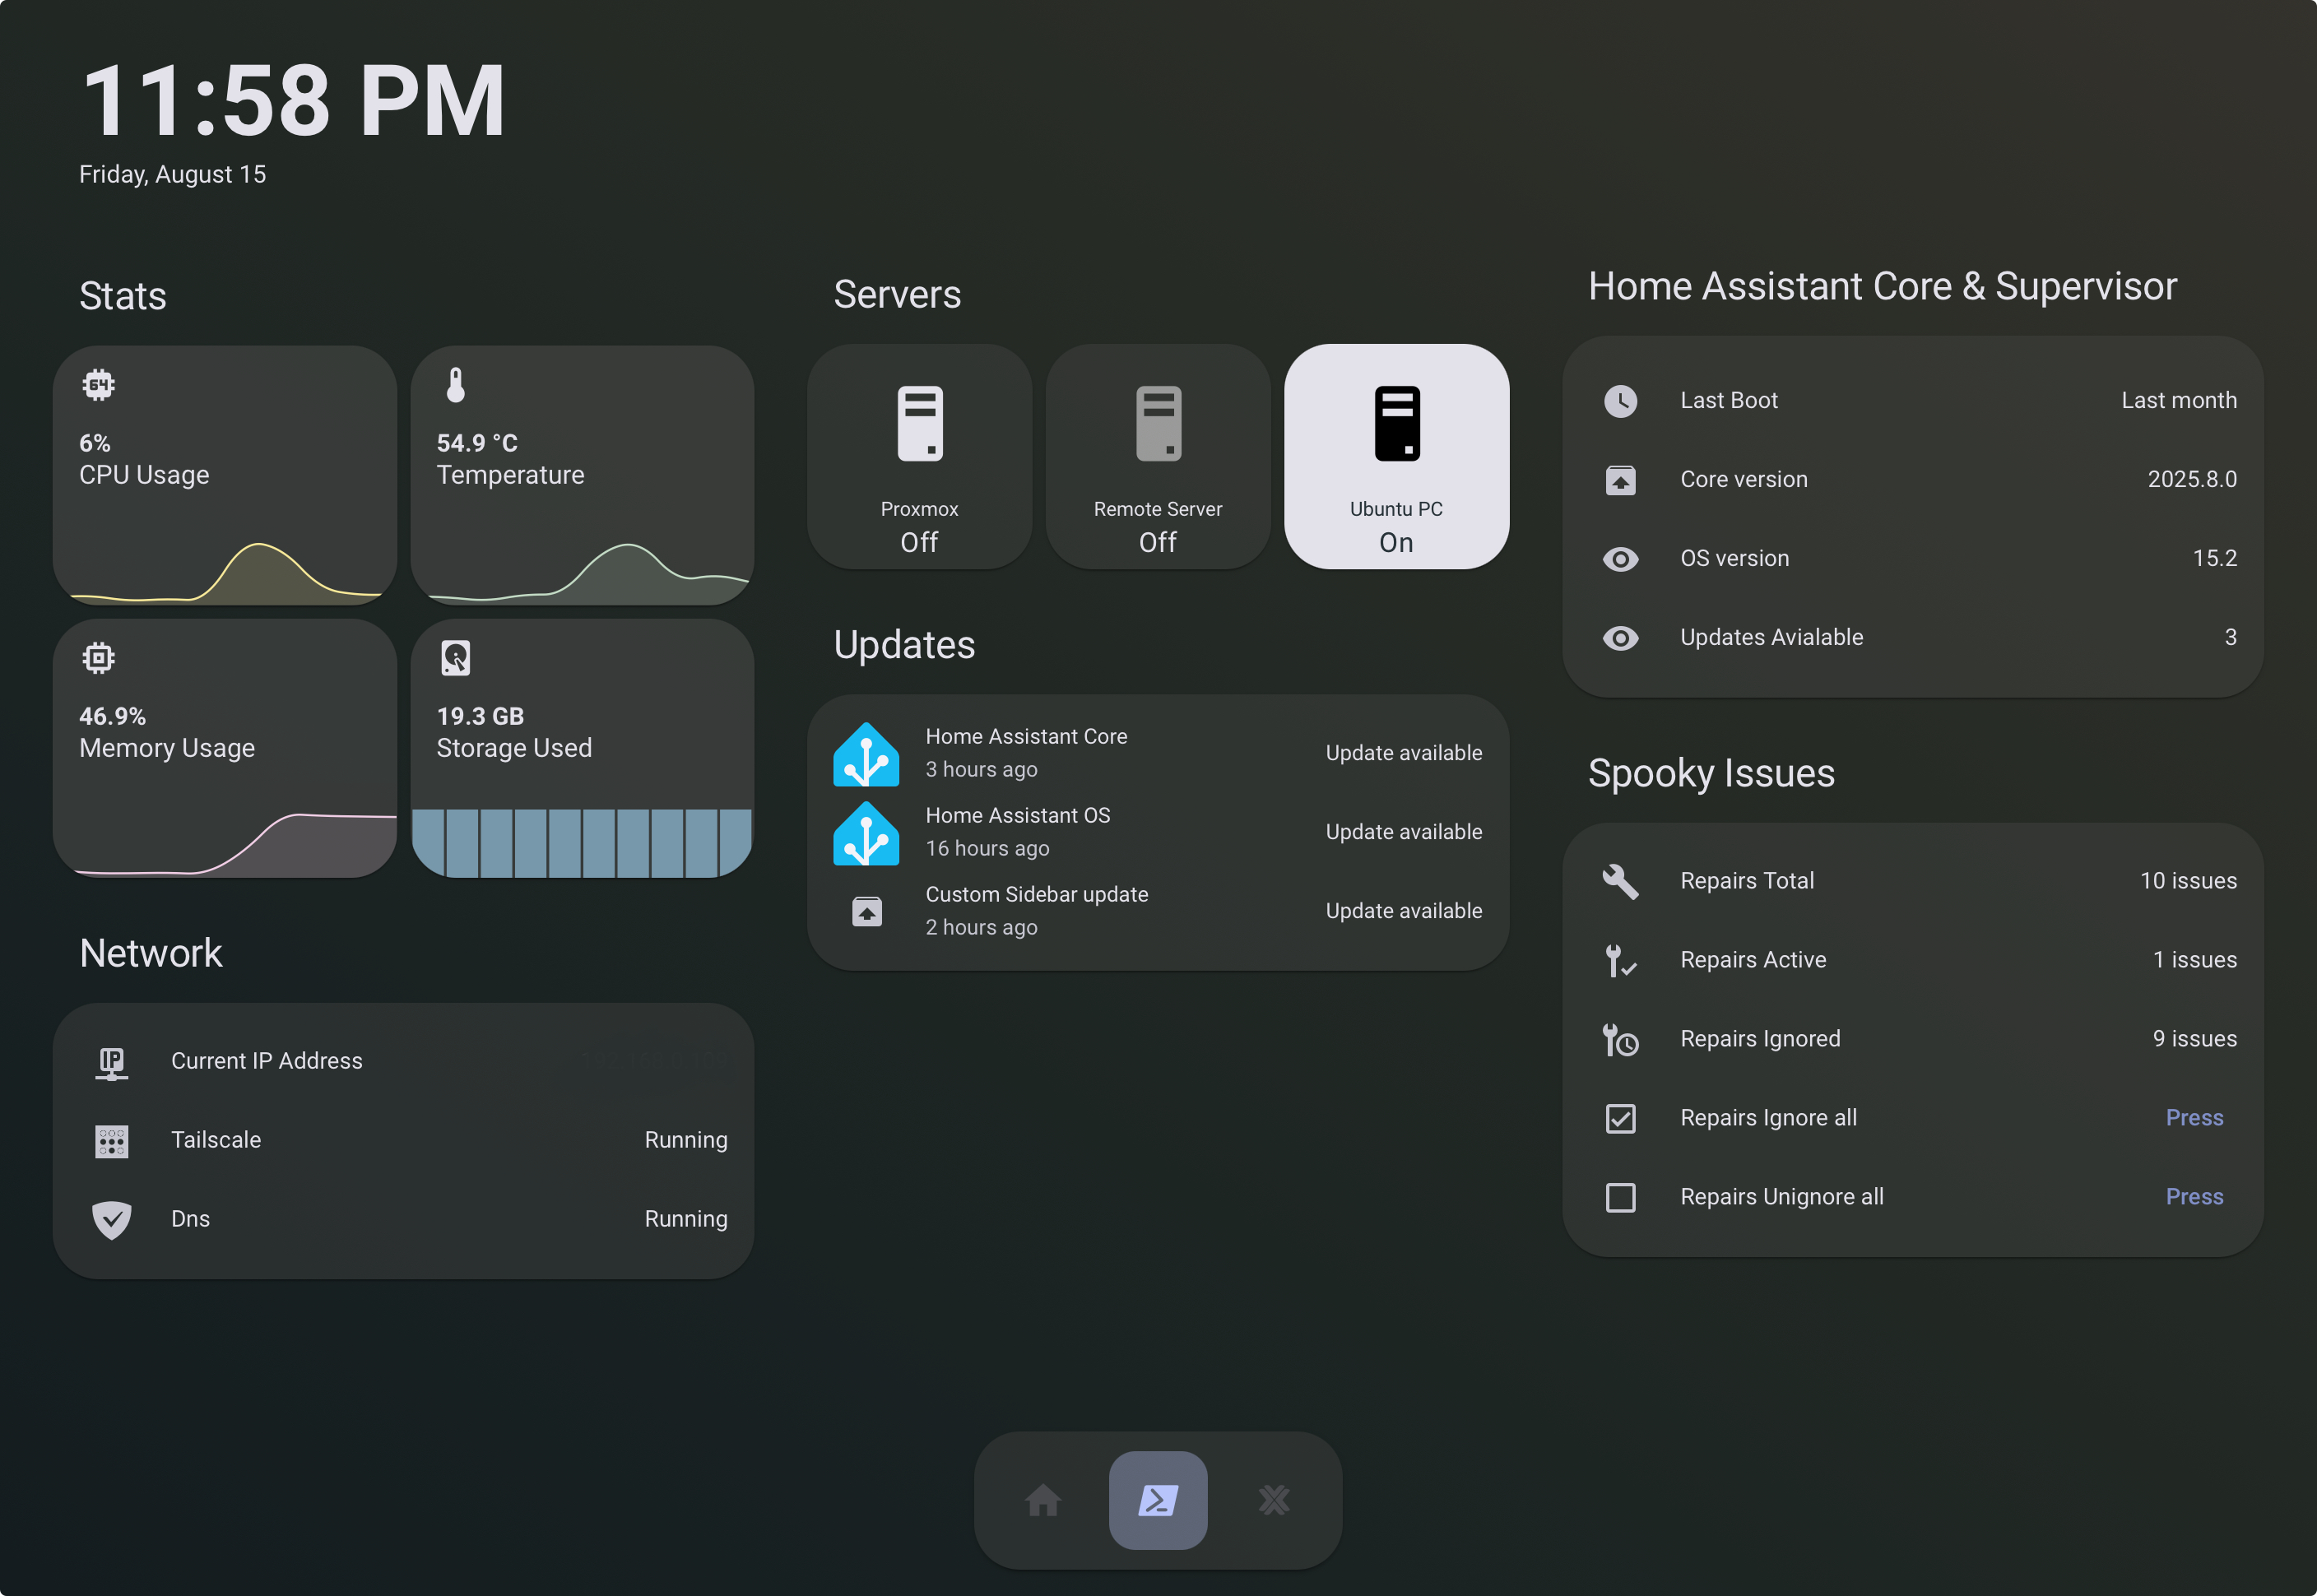 11:58 PM
Friday, August 15
Stats
64
6%
CPU Usage
54.9 °C
Temperature
46.9%
Memory Usage
19.3 GB
Storage Used
Network
IP
Current IP Address
Tailscale
Running
Dns
Running
Servers
Proxmox
Off
Remote Server
Off
Ubuntu PC
On
Updates
Home Assistant Core
3 hours ago
Update available
Home Assistant OS
16 hours ago
Update available
Custom Sidebar update
2 hours ago
Update available
Home Assistant Core & Supervisor
Last Boot
Last month
Core version
2025.8.0
OS version
15.2
Updates Avialable
3
Spooky Issues
Repairs Total
10 issues
Repairs Active
1 issues
Repairs Ignored
9 issues
Repairs Ignore all
Press
Repairs Unignore all
Press